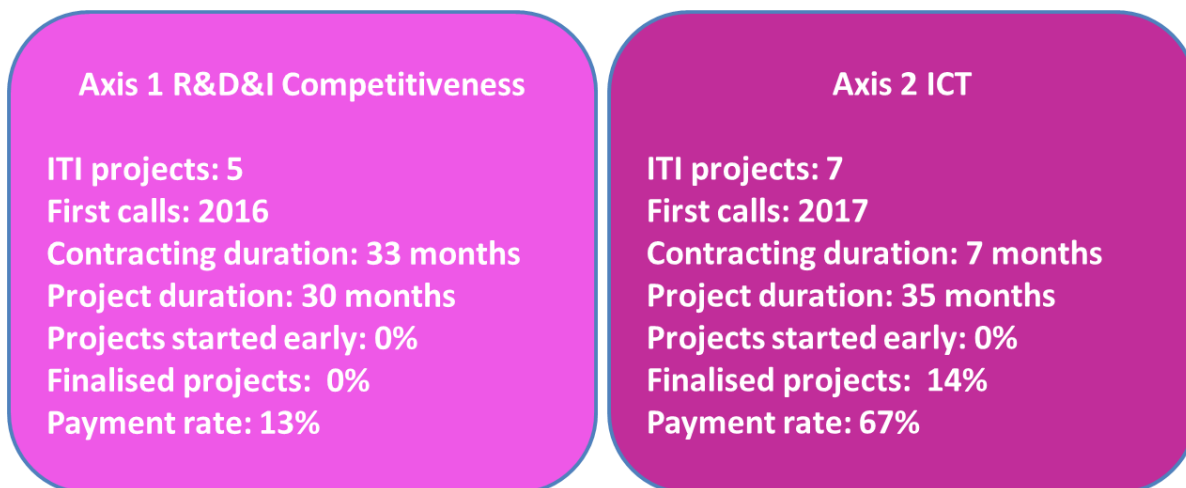 Axis 1 R&D&I Competitiveness
ITI projects: 5
First calls: 2016
Contracting duration: 33 months
Project duration: 30 months
Projects started early: 0%
Finalised projects:  0%
Payment rate: 13%
Axis 2 ICT
ITI projects: 7
First calls: 2017
Contracting duration: 7 months
Project duration: 35 months
Projects started early: 0%
Finalised projects:  14%
Payment rate: 67%